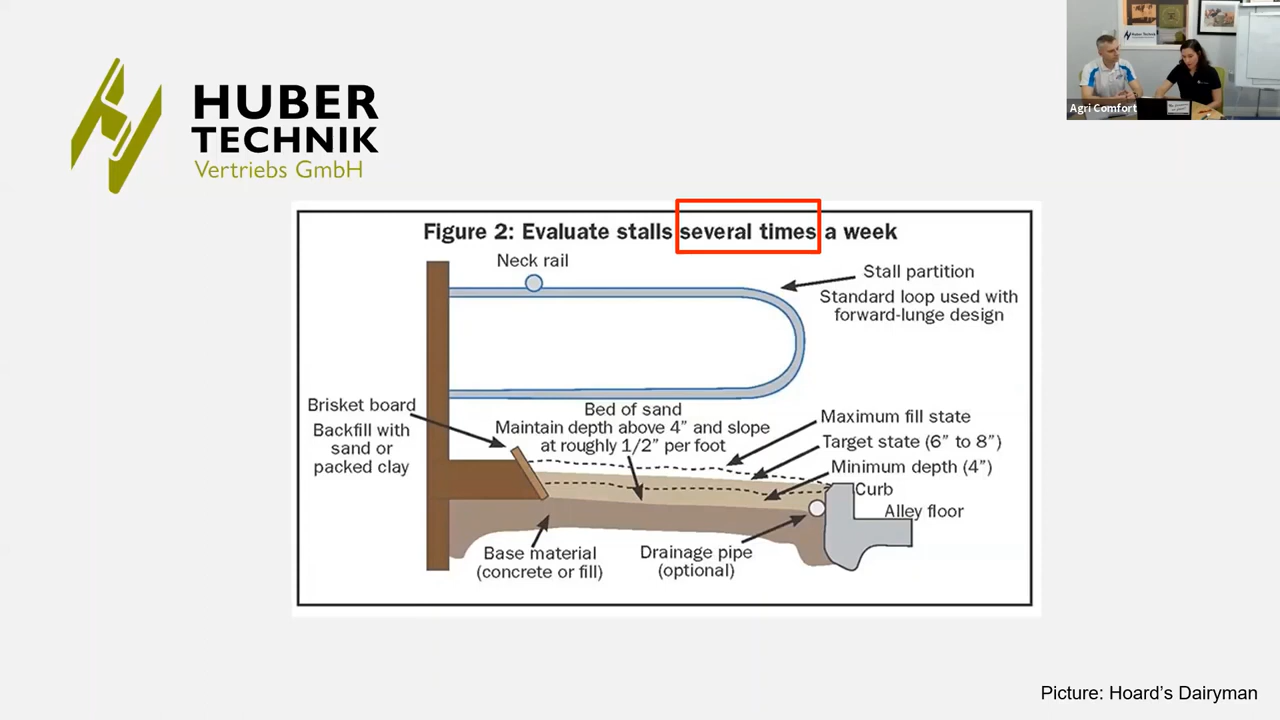 HUBER
TECHNIK
Vertriebs GmbH
Agri Comfort
Figure 2: Evaluate stalls several times a week
Neck rail
Stall partition
Standard loop used with
forward-lunge design
Brisket board
Backfill with
sand or
packed clay
Bed of sand
Maintain depth above 4” and slope
at roughly 1/2” per foot
Maximum fill state
Target state (6” to 8”)
Minimum depth (4”)
Curb
Alley floor
Base material
(concrete or fill)
Drainage pipe
(optional)
Picture: Hoard’s Dairyman